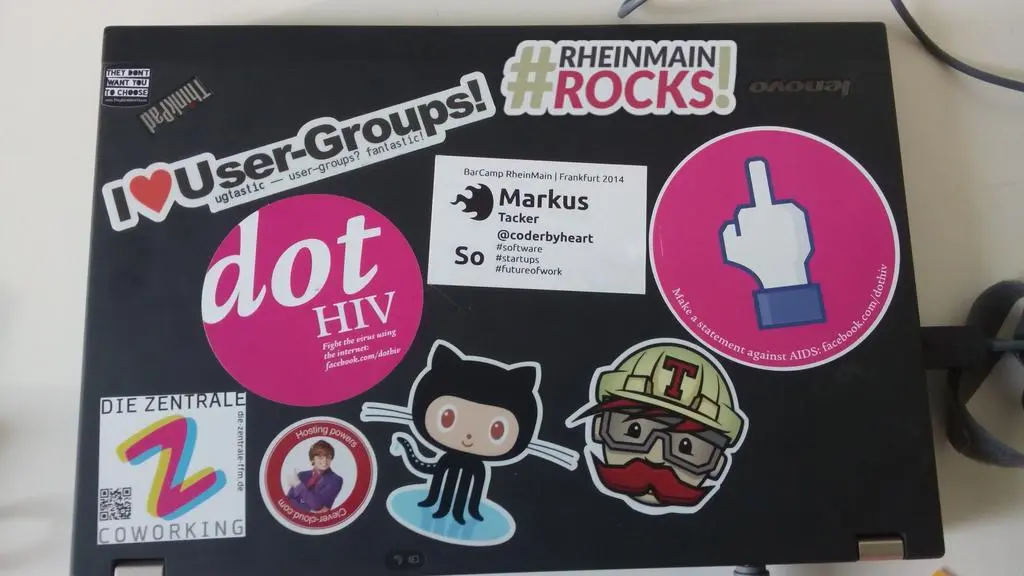 THEY DON'T
WANT YOU
TO CHOOSE
ThinkPad
#RHEINMAIN
ROCKS!
lenovo
I ♥ User-Groups!
ugtastic — user-groups? fantastic!
BarCamp RheinMain | Frankfurt 2014
Markus
Tacker
@coderbyheart
So
#software
#startups
#futureofwork
dot
HIV
Fight the virus using
the internet:
facebook.com/dothiv
Make a statement against AIDS: facebook.com/dothiv
DIE ZENTRALE
die-zentrale-ffm.de
Z
COWORKING
Hosting powers
Clever-cloud.com
T